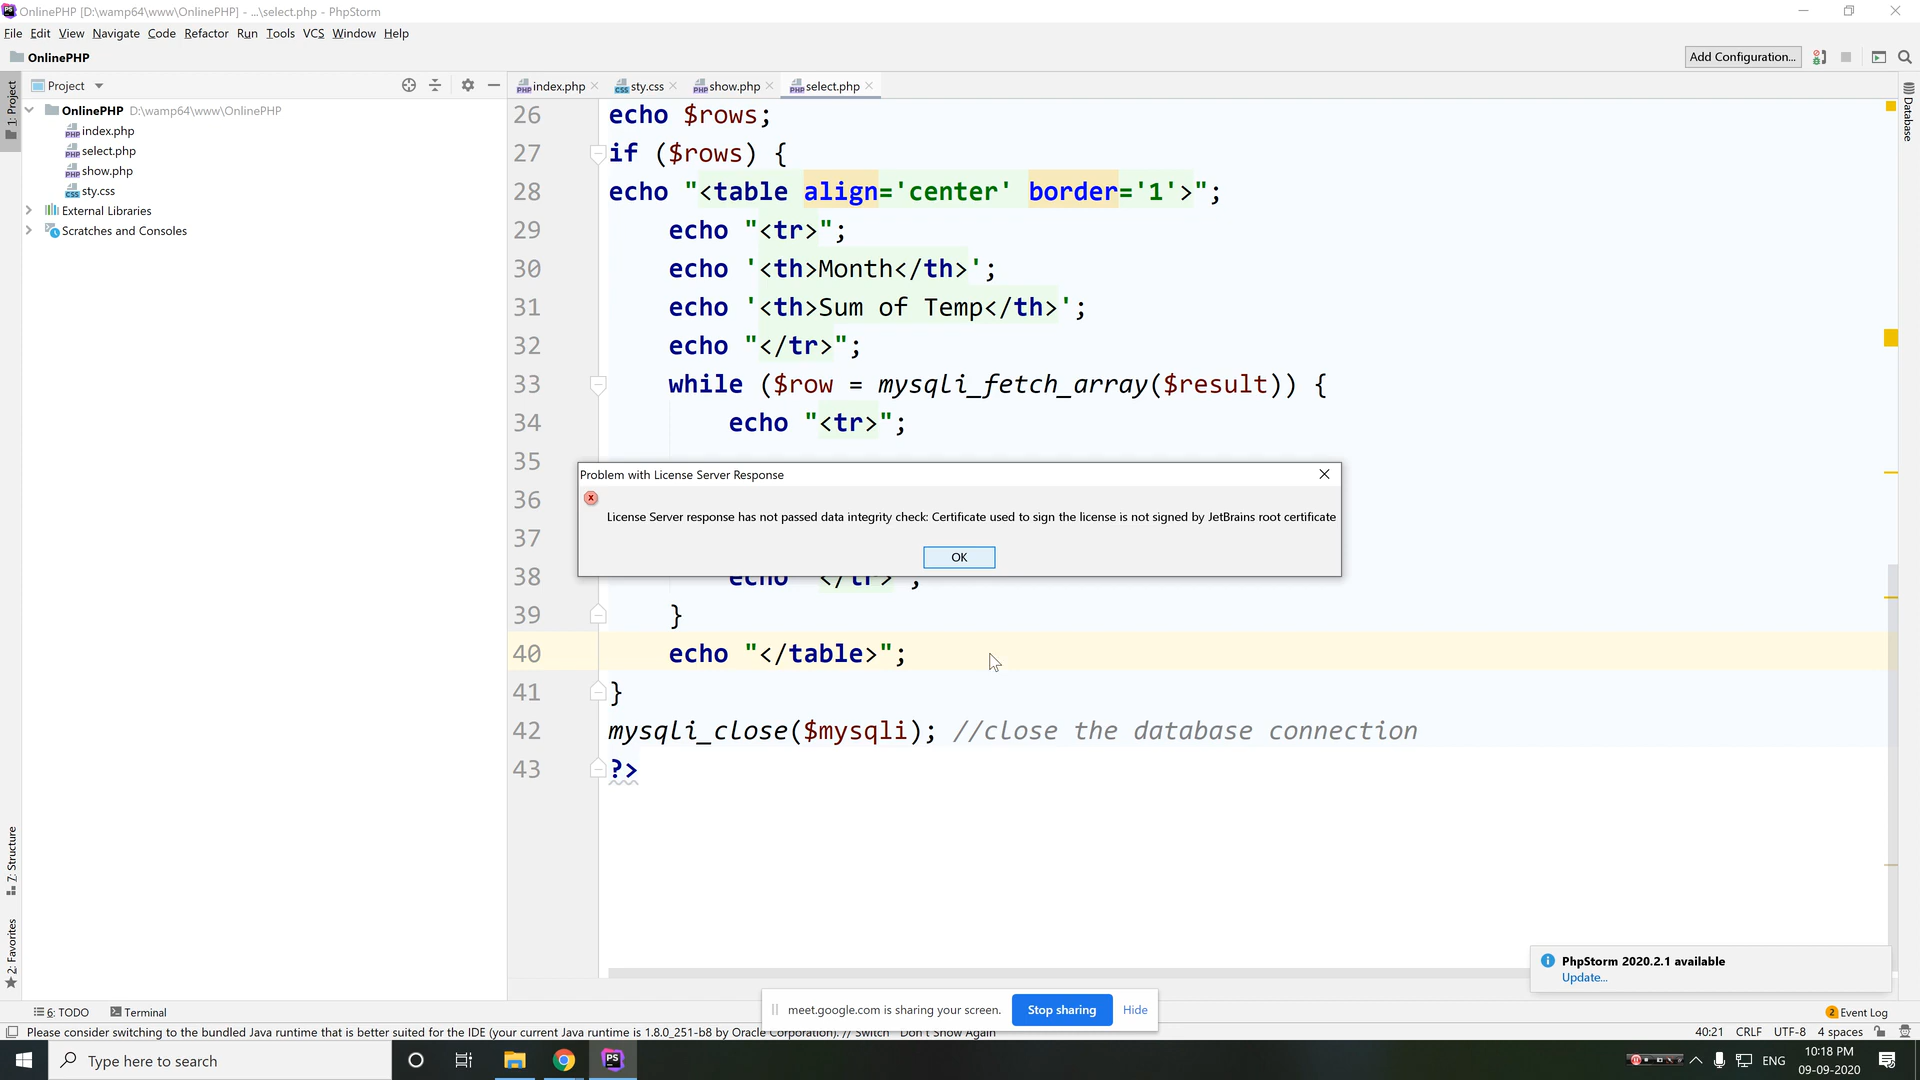 OnlinePHP [D:\wamp64\www\OnlinePHP] - ...\select.php - PhpStorm
File Edit View Navigate Code Refactor Run Tools VCS Window Help
OnlinePHP
Add Configuration...
1: Project
Project
index.php sty.css show.php select.php
Database
OnlinePHP D:\wamp64\www\OnlinePHP
index.php
select.php
show.php
sty.css
External Libraries
Scratches and Consoles
26 echo $rows;
27 if ($rows) {
28 echo "<table align='center' border='1'>";
29 echo "<tr>";
30 echo '<th>Month</th>';
31 echo '<th>Sum of Temp</th>';
32 echo "</tr>";
33 while ($row = mysqli_fetch_array($result)) {
34 echo "<tr>";
35
Problem with License Server Response
36
License Server response has not passed data integrity check: Certificate used to sign the license is not signed by JetBrains root certificate
37
OK
38 echo "</tr>";
39 }
40 echo "</table>";
41 }
42 mysqli_close($mysqli); //close the database connection
43 ?>
7: Structure
2: Favorites
PhpStorm 2020.2.1 available
Update...
6: TODO Terminal
meet.google.com is sharing your screen. Stop sharing Hide
2 Event Log
Please consider switching to the bundled Java runtime that is better suited for the IDE (your current Java runtime is 1.8.0_251-b8 by Oracle Corporation). // Switch Don't Show Again
40:21 CRLF UTF-8 4 spaces
Type here to search
PS
ENG
10:18 PM
09-09-2020